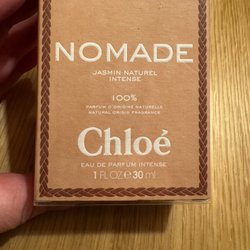 NOMADE
JASMIN NATUREL
INTENSE
100%
PARFUM D'ORIGINE NATURELLE
NATURAL ORIGIN FRAGRANCE
Chloé
EAU DE PARFUM INTENSE
1 FL.OZ e 30 ml